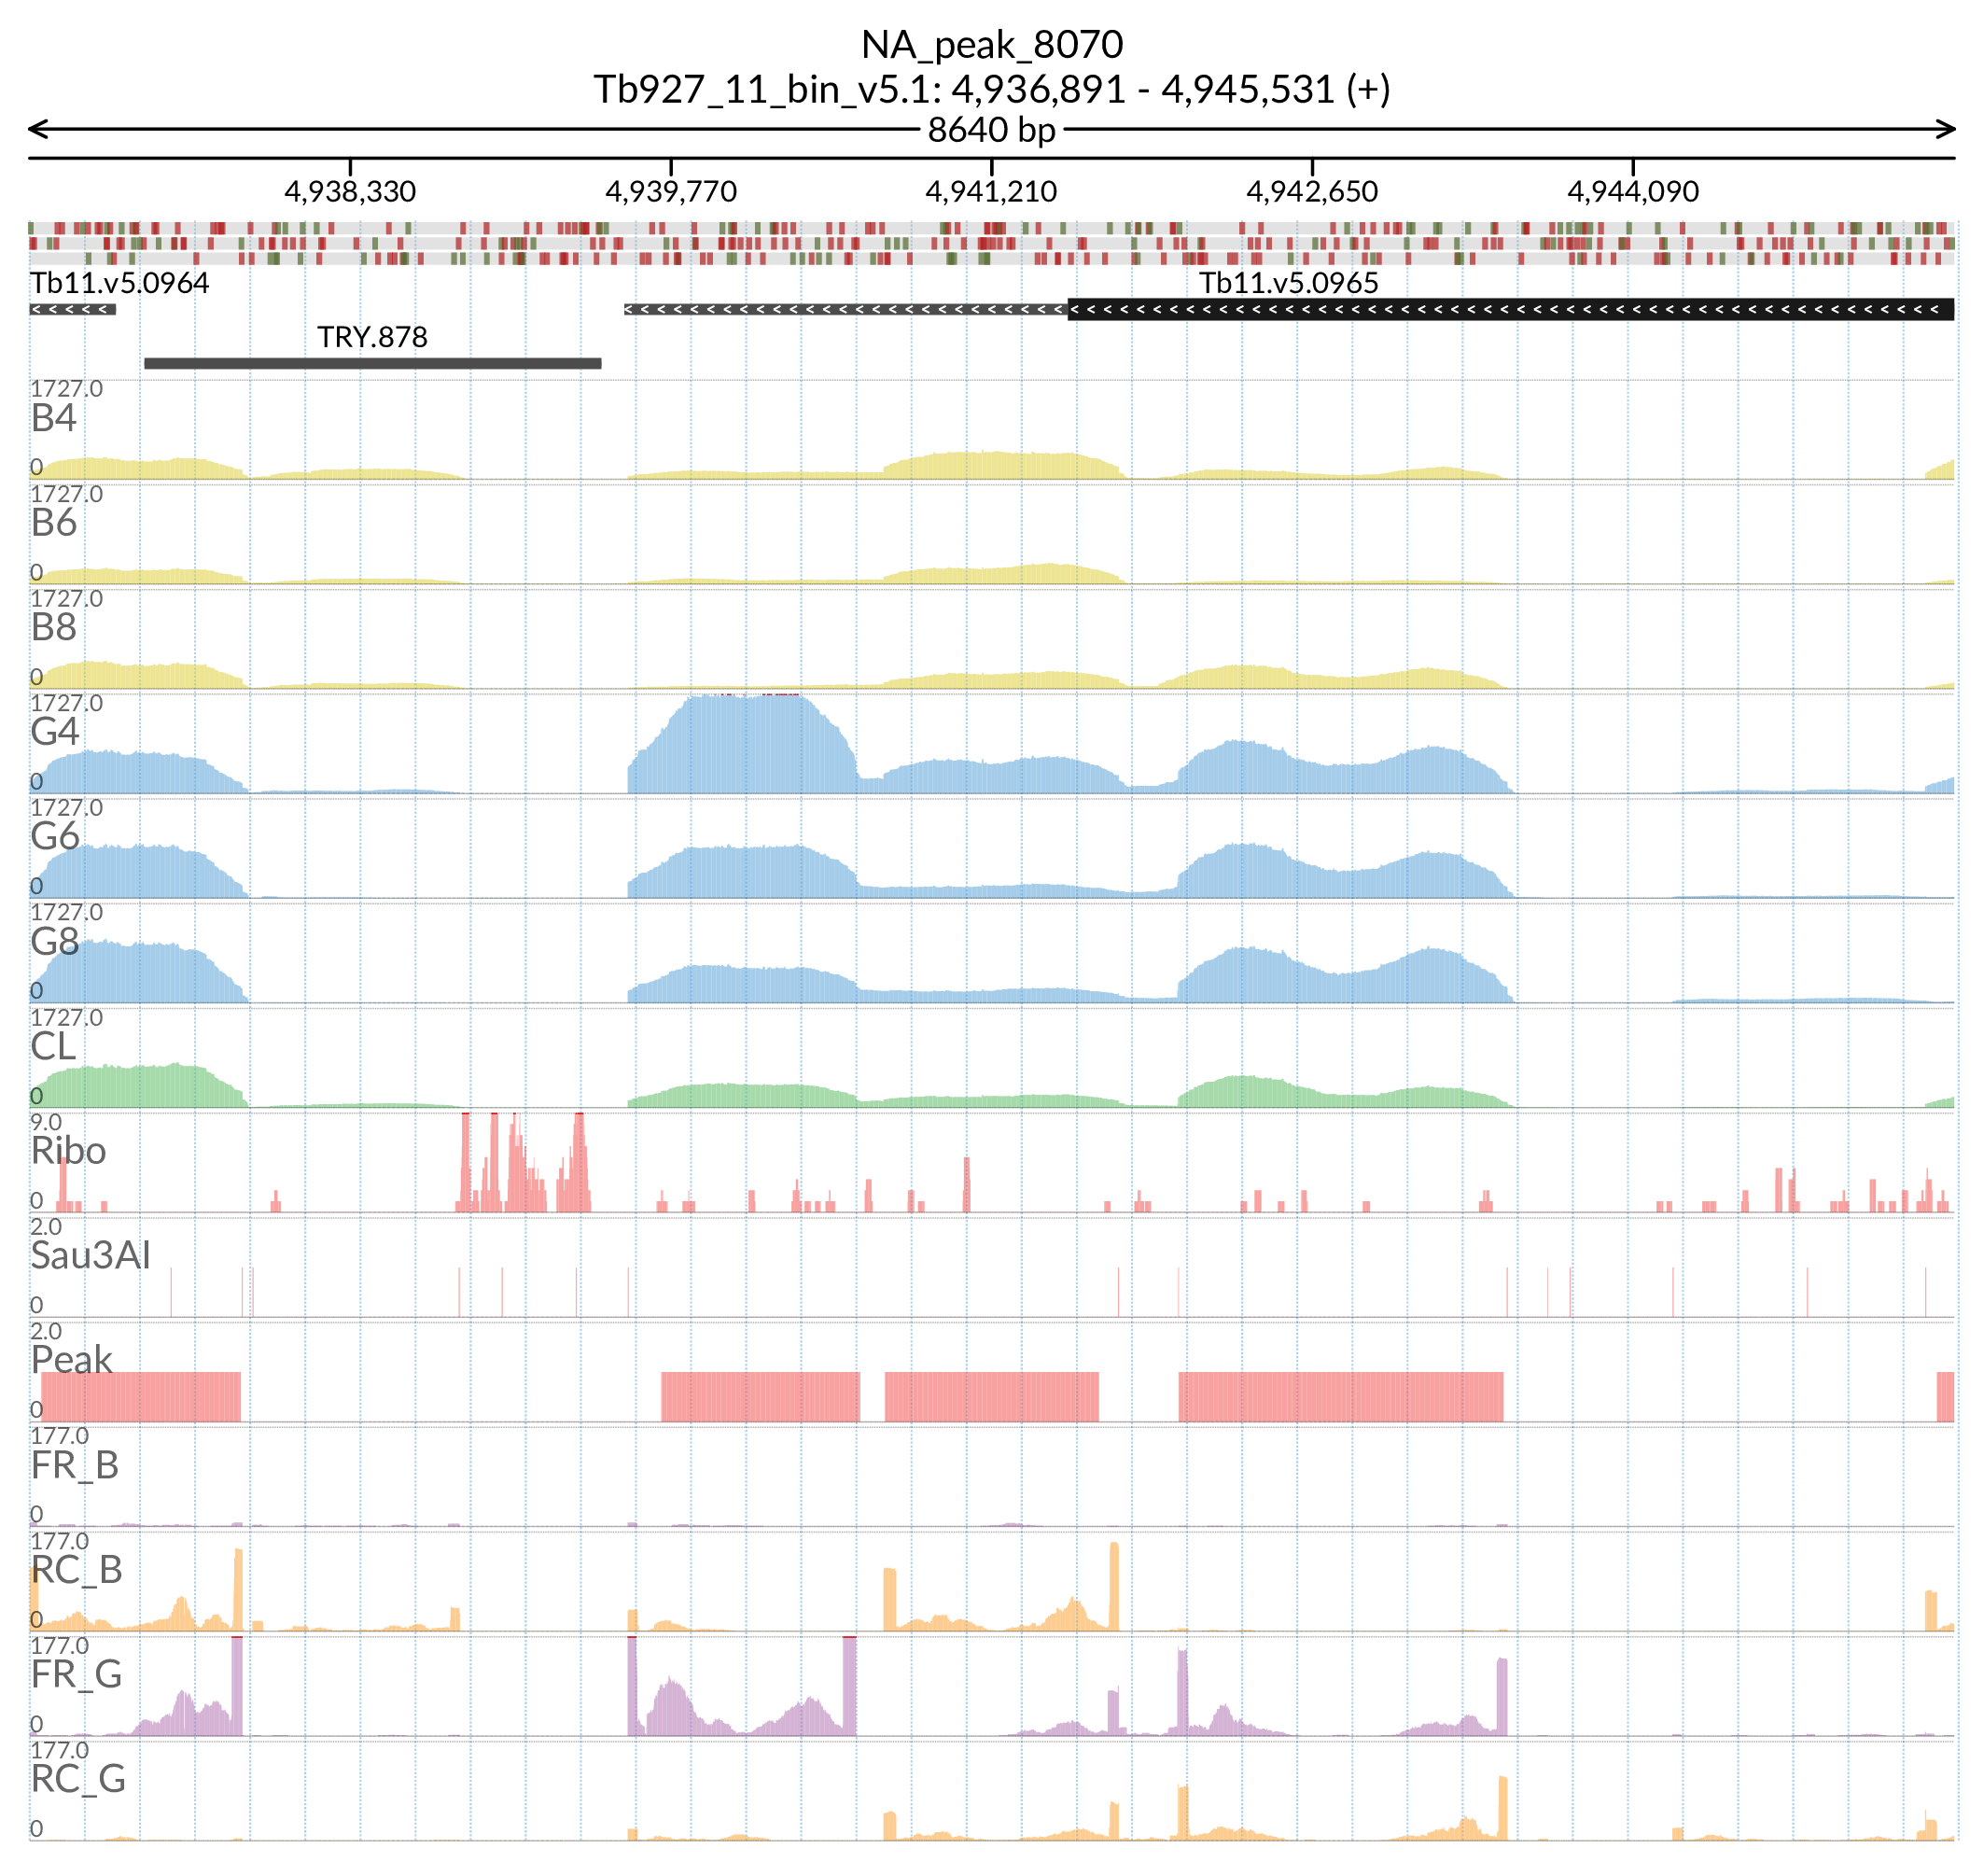 NA_peak_8070
Tb927_11_bin_v5.1: 4,936,891 - 4,945,531 (+)
8640 bp
4,938,330 4,939,770 4,941,210 4,942,650 4,944,090
Tb11.v5.0964 Tb11.v5.0965
TRY.878
1727.0
B4
0
1727.0
B6
0
1727.0
B8
0
1727.0
G4
0
1727.0
G6
0
1727.0
G8
0
1727.0
CL
0
9.0
Ribo
0
2.0
Sau3AI
0
2.0
Peak
0
177.0
FR_B
0
177.0
RC_B
0
177.0
FR_G
0
177.0
RC_G
0